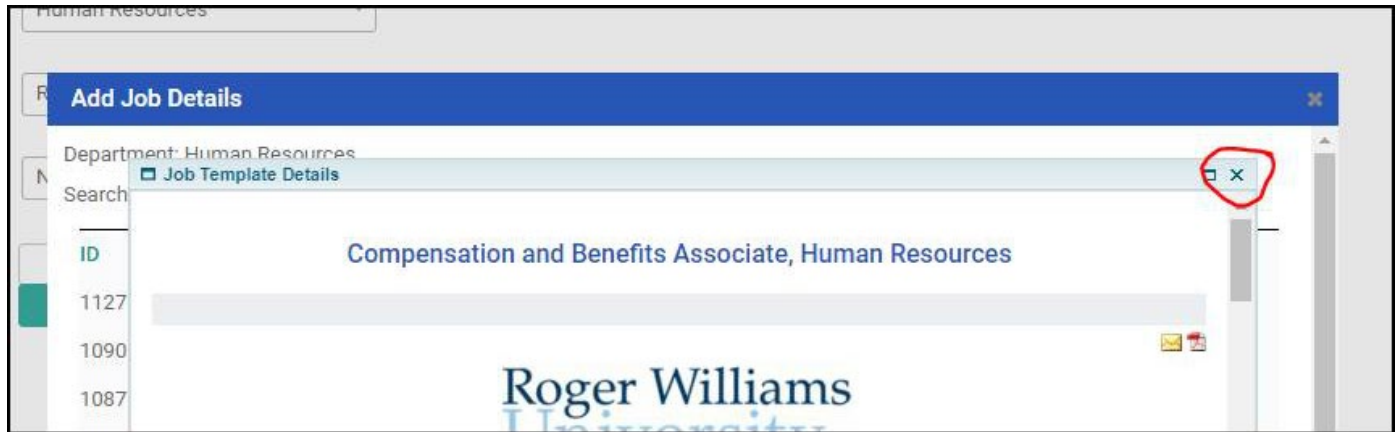 Human Resources
R
Add Job Details
Department: Human Resources
N
Job Template Details
Search
ID
Compensation and Benefits Associate, Human Resources
1127
1090
1087
Roger Williams
University